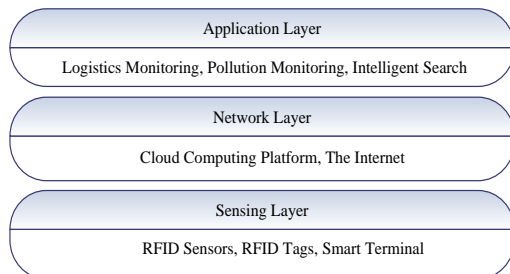 Application Layer
Logistics Monitoring, Pollution Monitoring, Intelligent Search
Network Layer
Cloud Computing Platform, The Internet
Sensing Layer
RFID Sensors, RFID Tags, Smart Terminal